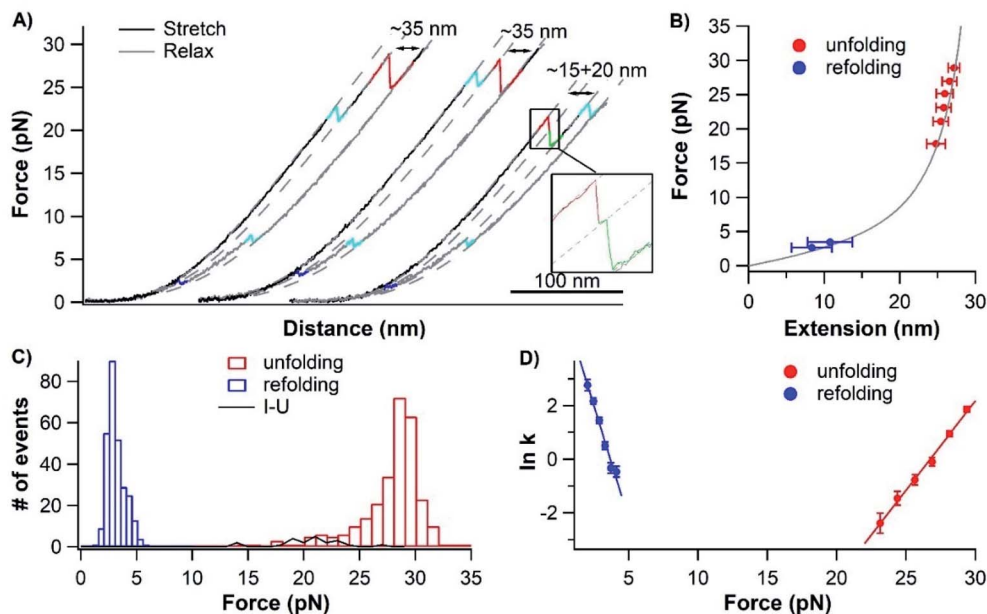 A)
Stretch
Relax
~35 nm
~35 nm
~15+20 nm
100 nm
30
25
20
15
10
5
0
Force (pN)
Distance (nm)
B)
unfolding
refolding
35
30
25
20
15
10
5
0
Force (pN)
0 10 20 30
Extension (nm)
C)
unfolding
refolding
I-U
80
60
40
20
0
# of events
0 5 10 15 20 25 30 35
Force (pN)
D)
unfolding
refolding
2
0
-2
ln k
5 10 15 20 25 30
Force (pN)